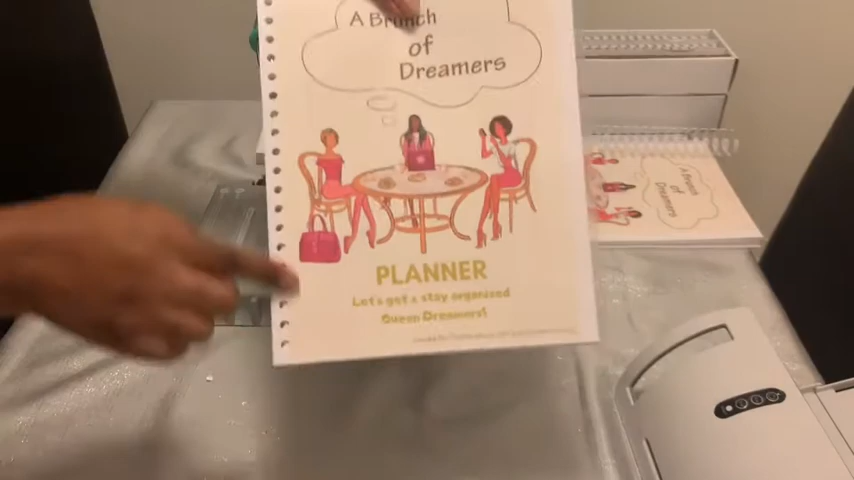 A Brunch
of
Dreamers
PLANNER
Let's get & stay organized
Queen Dreamers!
A Brunch
of
Dreamers